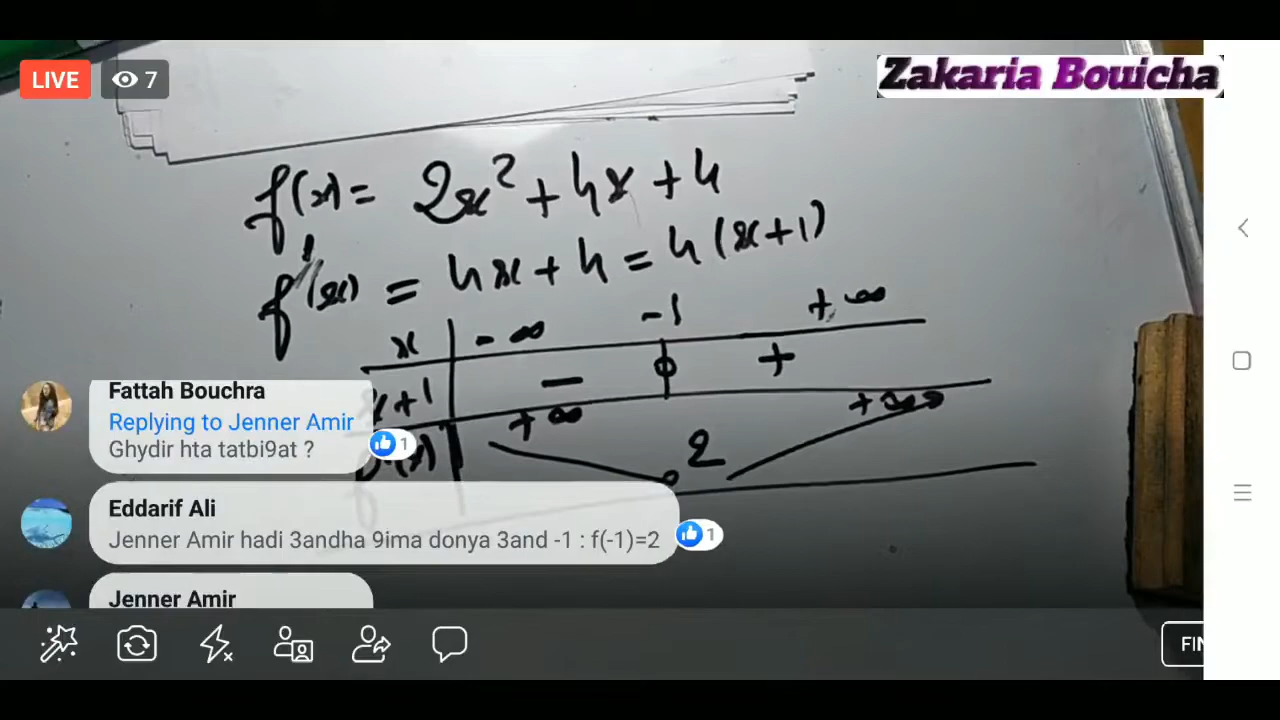 LIVE
7
Zakaria Bouicha
f(x) = 2x² + 4x + 4
f'(x) = 4x + 4 = 4(x+1)
x -∞ -1 +∞
x+1 - 0 +
+∞ 2 +∞
Fattah Bouchra
Replying to Jenner Amir
Ghydir hta tatbi9at ?
1
Eddarif Ali
Jenner Amir hadi 3andha 9ima donya 3and -1 : f(-1)=2
1
Jenner Amir
FIN